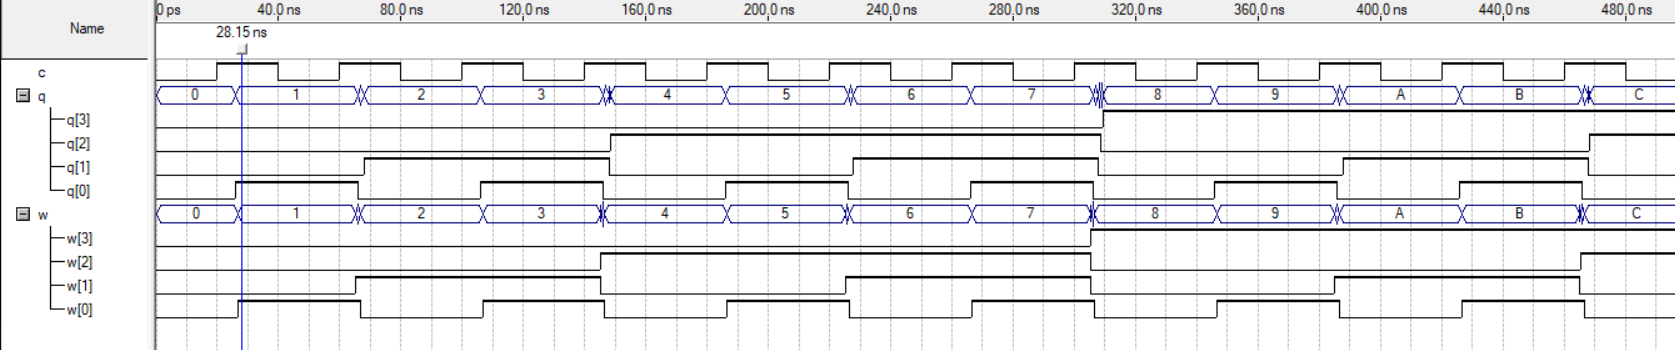 Name
0 ps 40.0 ns 80.0 ns 120.0 ns 160.0 ns 200.0 ns 240.0 ns 280.0 ns 320.0 ns 360.0 ns 400.0 ns 440.0 ns 480.0 ns
28.15 ns
c
q 0 1 2 3 4 5 6 7 8 9 A B C
q[3]
q[2]
q[1]
q[0]
w 0 1 2 3 4 5 6 7 8 9 A B C
w[3]
w[2]
w[1]
w[0]